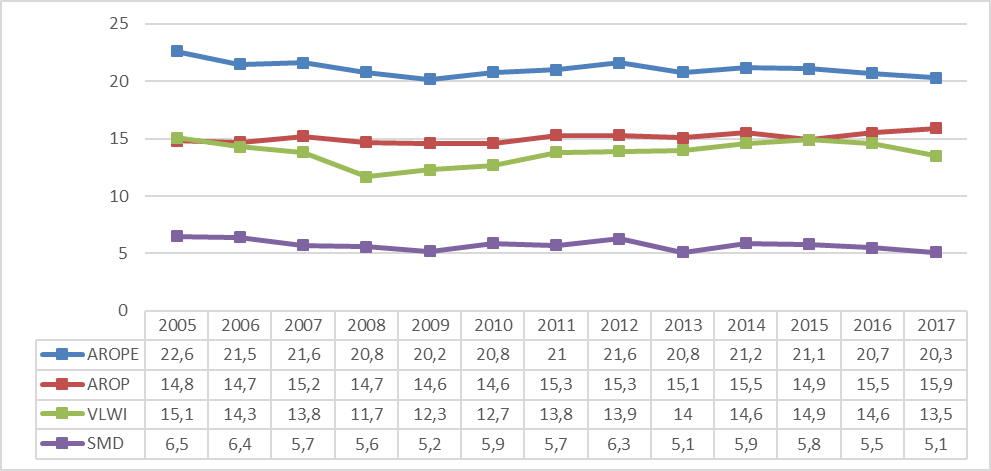 25
20
15
10
5
0
2005 2006 2007 2008 2009 2010 2011 2012 2013 2014 2015 2016 2017
AROPE 22,6 21,5 21,6 20,8 20,2 20,8 21 21,6 20,8 21,2 21,1 20,7 20,3
AROP 14,8 14,7 15,2 14,7 14,6 14,6 15,3 15,3 15,1 15,5 14,9 15,5 15,9
VLWI 15,1 14,3 13,8 11,7 12,3 12,7 13,8 13,9 14 14,6 14,9 14,6 13,5
SMD 6,5 6,4 5,7 5,6 5,2 5,9 5,7 6,3 5,1 5,9 5,8 5,5 5,1